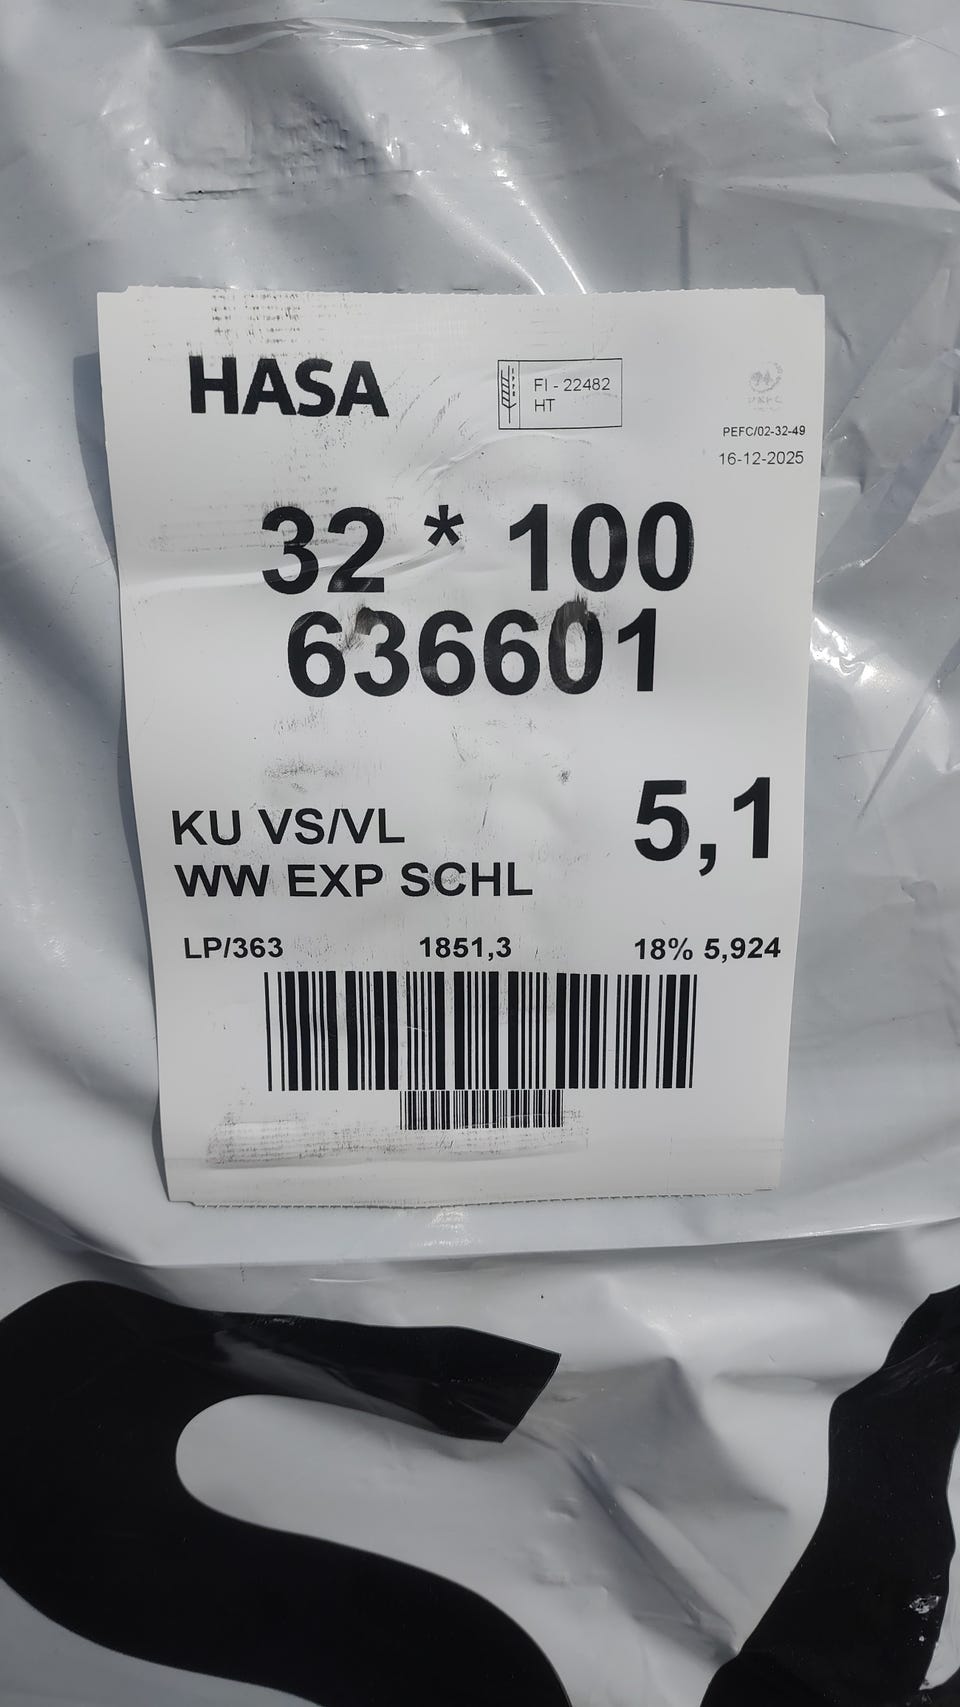 HASA
FI - 22482
HT
PEFC/02-32-49
16-12-2025
32 * 100
636601
5,1
KU VS/VL
WW EXP SCHL
LP/363 1851,3 18% 5,924